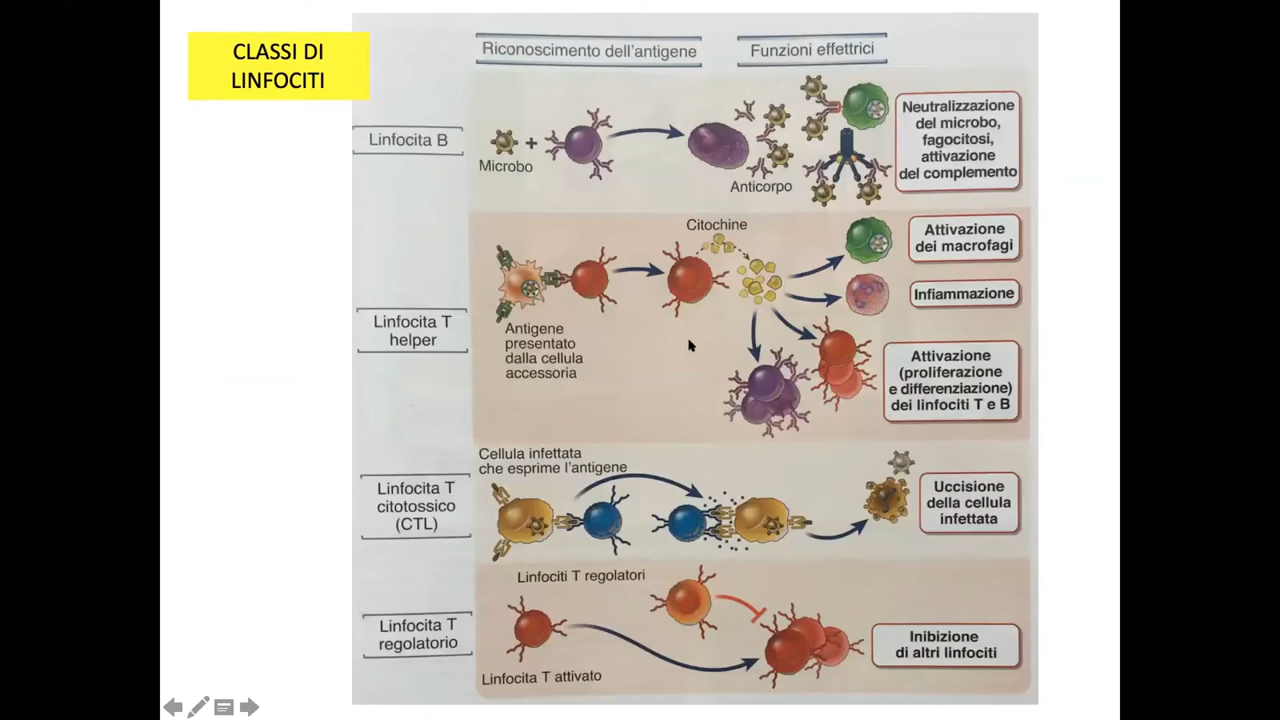 CLASSI DI
LINFOCITI
Riconoscimento dell'antigene
Funzioni effettrici
Linfocita B
Microbo
+
Anticorpo
Neutralizzazione
del microbo,
fagocitosi,
attivazione
del complemento
Linfocita T
helper
Antigene
presentato
dalla cellula
accessoria
Citochine
Attivazione
dei macrofagi
Infiammazione
Attivazione
(proliferazione
e differenziazione)
dei linfociti T e B
Linfocita T
citotossico
(CTL)
Cellula infettata
che esprime l'antigene
Uccisione
della cellula
infettata
Linfocita T
regolatorio
Linfociti T regolatori
Linfocita T attivato
Inibizione
di altri linfociti